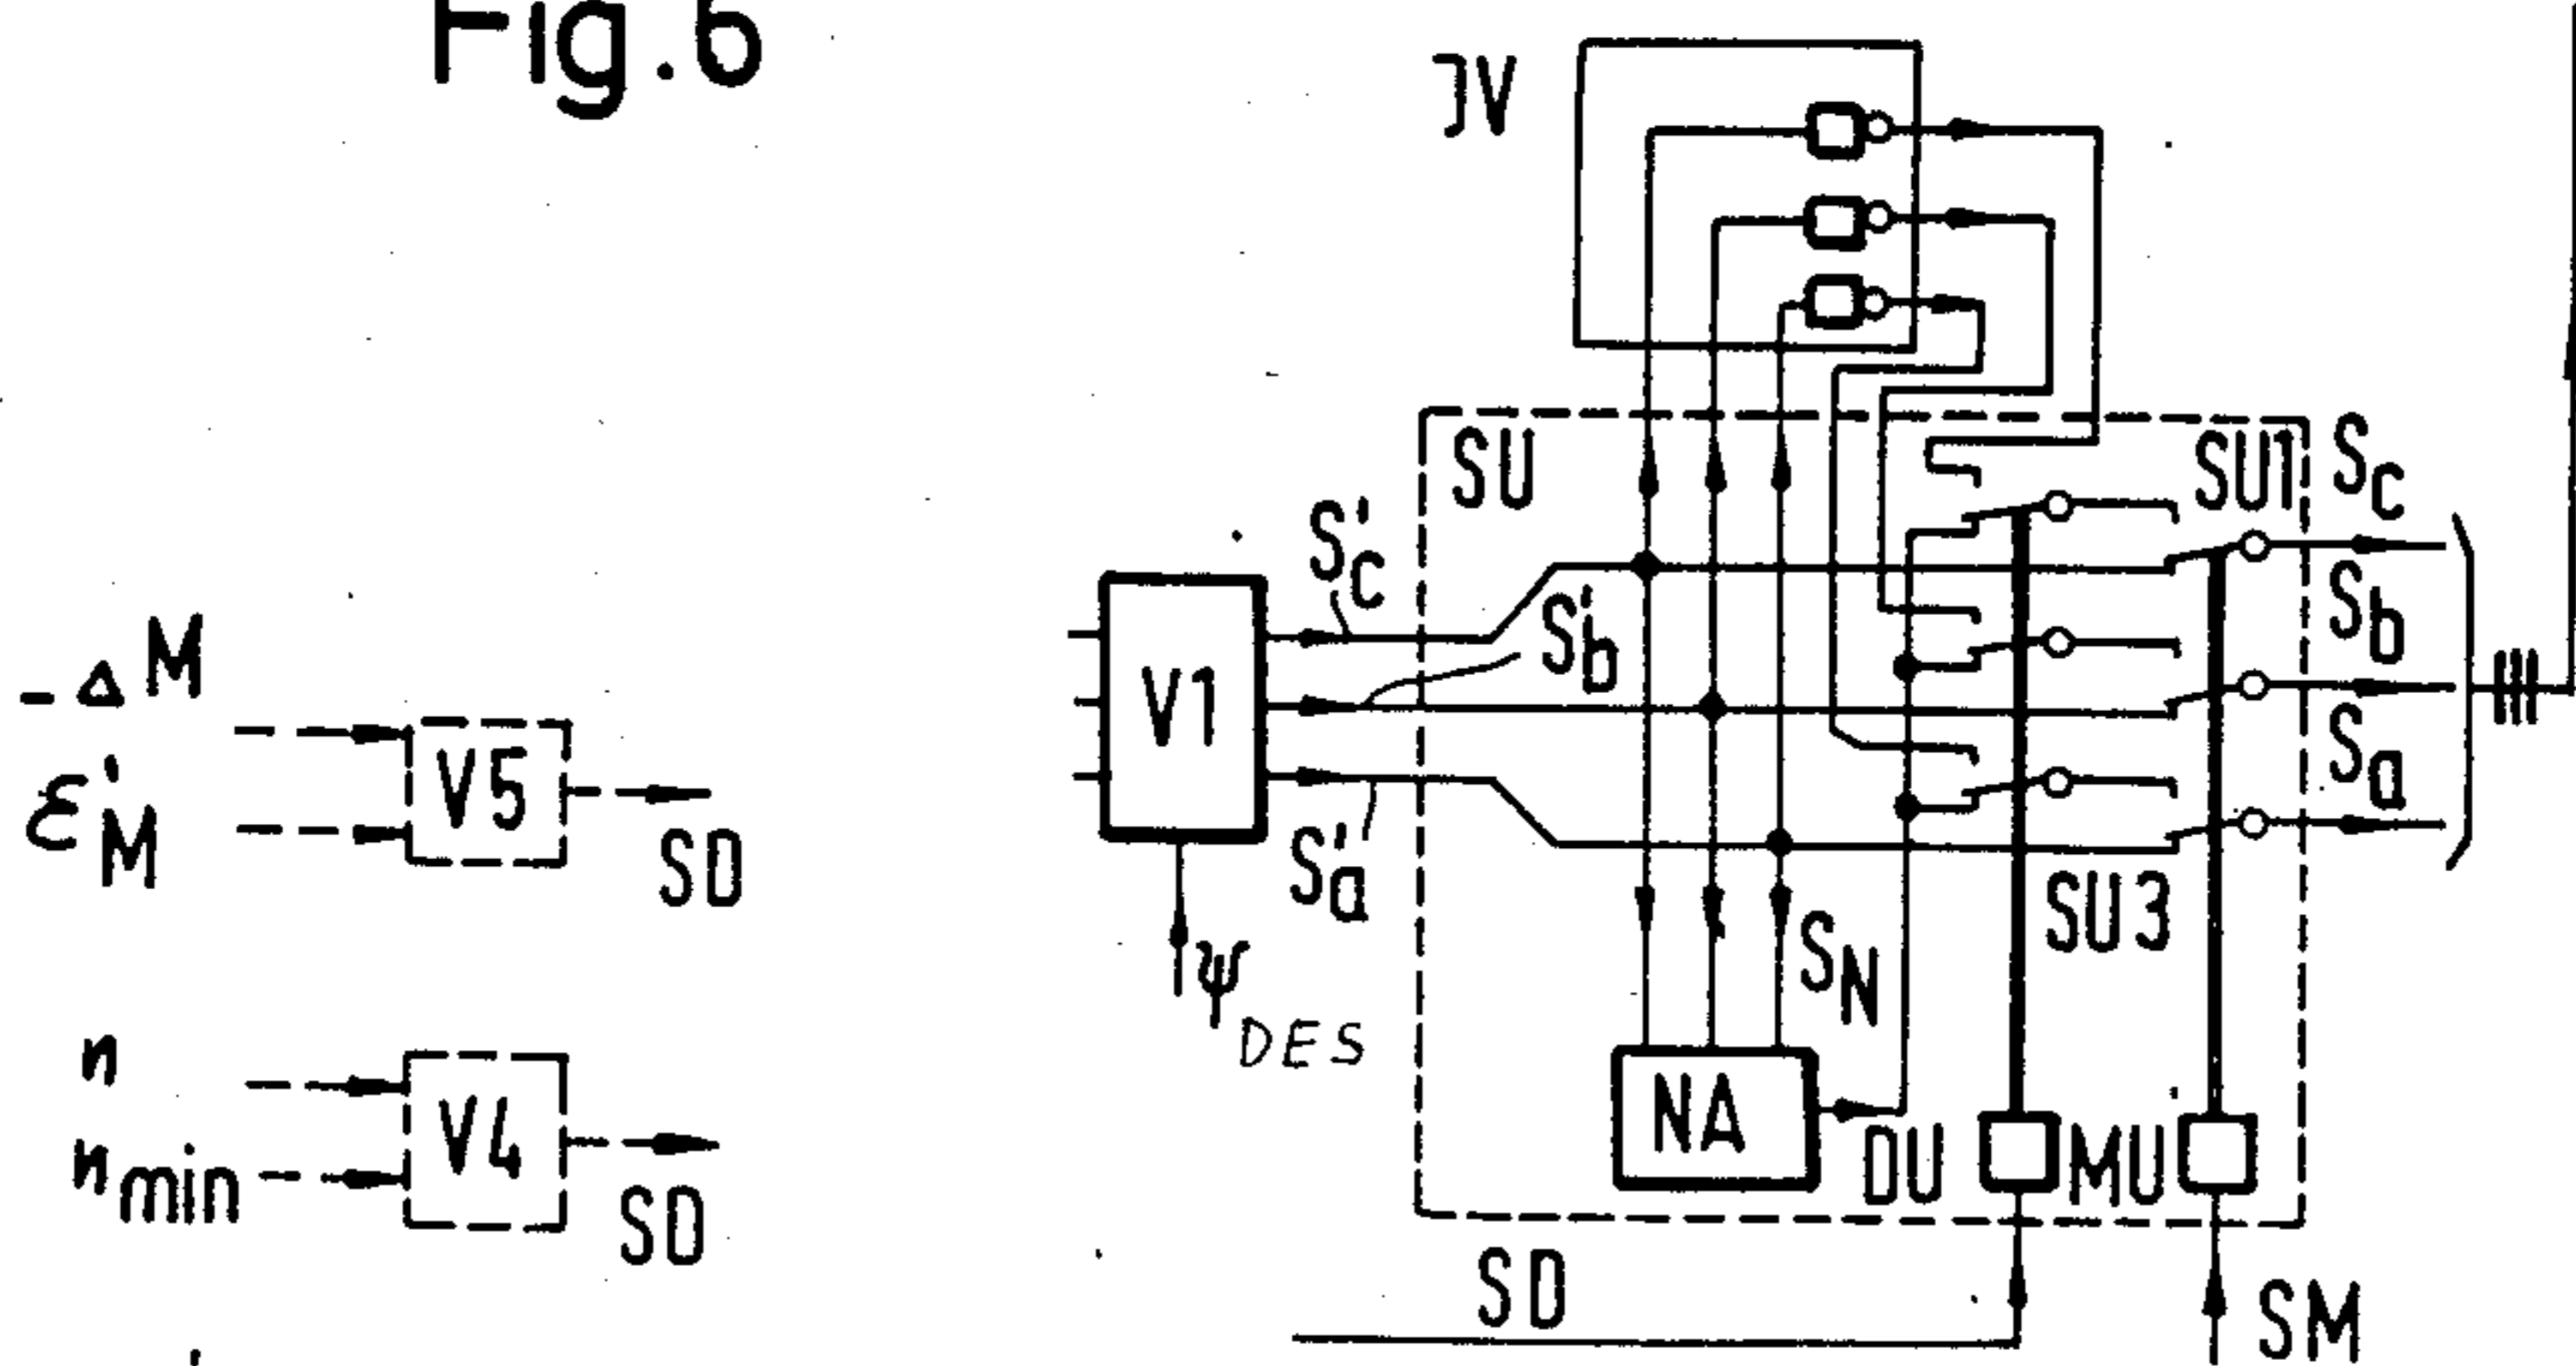 Fig.6
JV
SU
SU1
Sc
S'c
Sb
S'b
V1
-ΔM
ε'M
V5
SD
Sa
S'a
SU3
SN
ψDES
n
nmin
V4
SD
NA
DU
MU
SD
SM